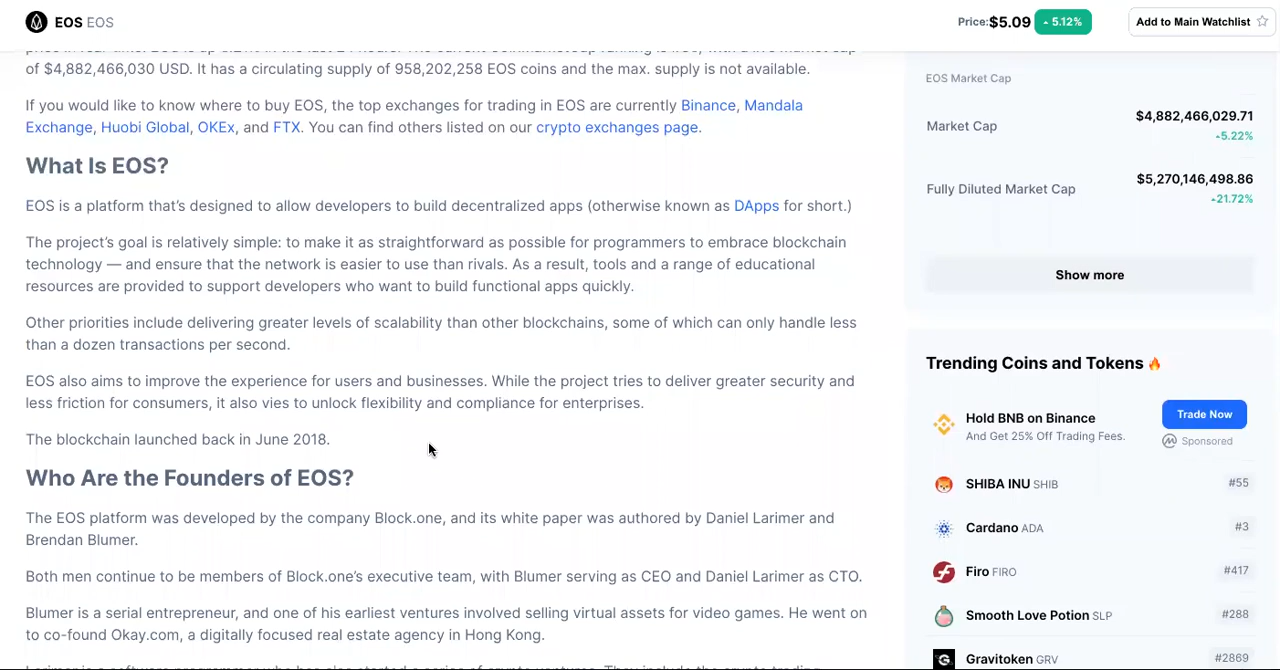 EOS EOS
Price:$5.09
5.12%
Add to Main Watchlist
of $4,882,466,030 USD. It has a circulating supply of 958,202,258 EOS coins and the max. supply is not available.
If you would like to know where to buy EOS, the top exchanges for trading in EOS are currently Binance, Mandala
Exchange, Huobi Global, OKEx, and FTX. You can find others listed on our crypto exchanges page.
What Is EOS?
EOS is a platform that’s designed to allow developers to build decentralized apps (otherwise known as DApps for short.)
The project’s goal is relatively simple: to make it as straightforward as possible for programmers to embrace blockchain
technology — and ensure that the network is easier to use than rivals. As a result, tools and a range of educational
resources are provided to support developers who want to build functional apps quickly.
Other priorities include delivering greater levels of scalability than other blockchains, some of which can only handle less
than a dozen transactions per second.
EOS also aims to improve the experience for users and businesses. While the project tries to deliver greater security and
less friction for consumers, it also vies to unlock flexibility and compliance for enterprises.
The blockchain launched back in June 2018.
Who Are the Founders of EOS?
The EOS platform was developed by the company Block.one, and its white paper was authored by Daniel Larimer and
Brendan Blumer.
Both men continue to be members of Block.one’s executive team, with Blumer serving as CEO and Daniel Larimer as CTO.
Blumer is a serial entrepreneur, and one of his earliest ventures involved selling virtual assets for video games. He went on
to co-found Okay.com, a digitally focused real estate agency in Hong Kong.
EOS Market Cap
Market Cap
$4,882,466,029.71
5.22%
Fully Diluted Market Cap
$5,270,146,498.86
21.72%
Show more
Trending Coins and Tokens
Hold BNB on Binance
And Get 25% Off Trading Fees.
Trade Now
Sponsored
SHIBA INU SHIB
#55
Cardano ADA
#3
Firo FIRO
#417
Smooth Love Potion SLP
#288
Gravitoken GRV
#2869